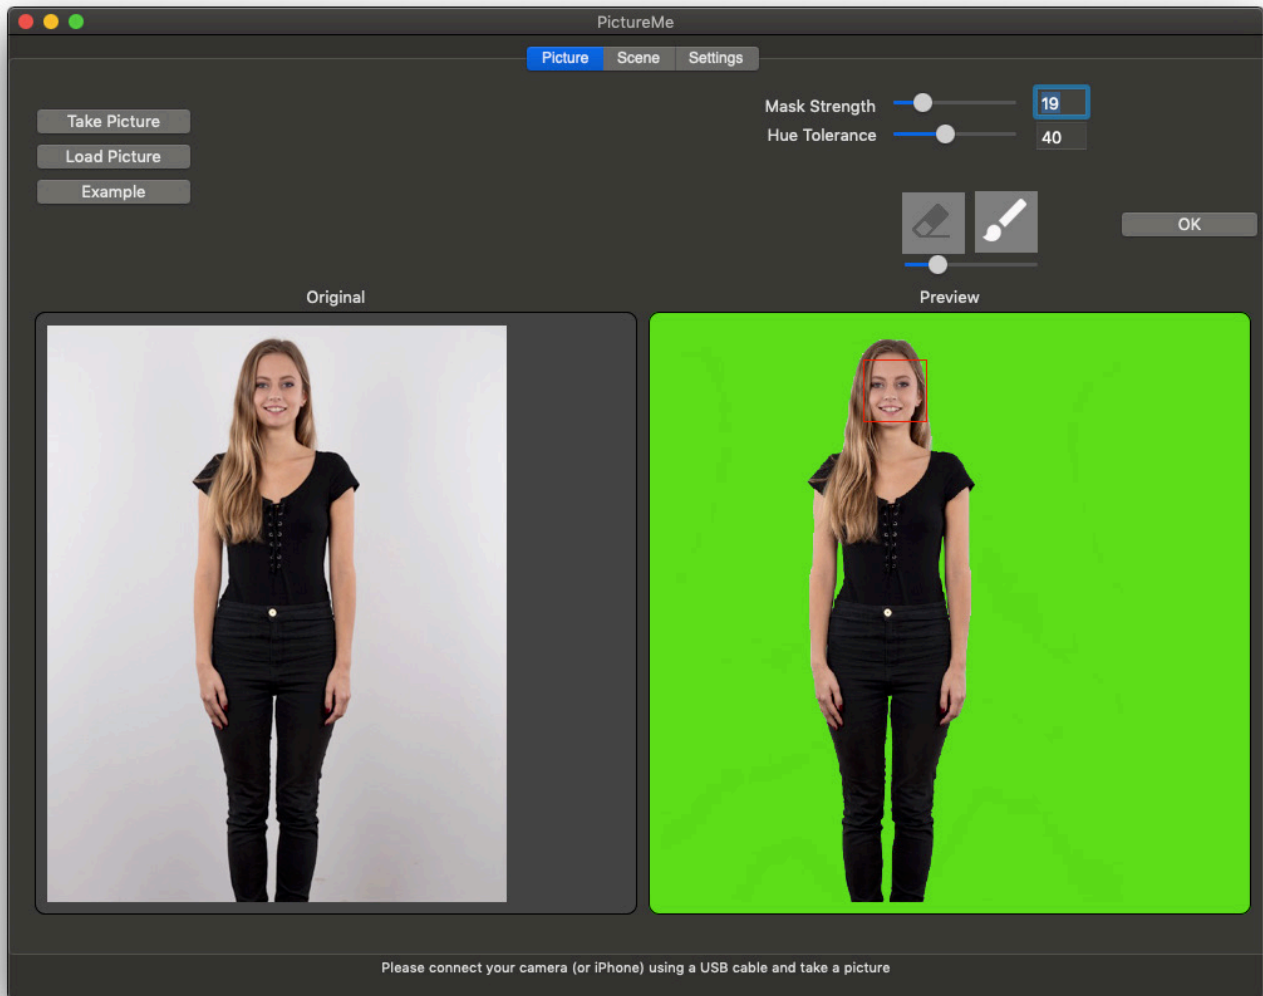 PictureMe
Picture Scene Settings
Mask Strength 19
Hue Tolerance 40
Take Picture
Load Picture
Example
OK
Original
Preview
Please connect your camera (or iPhone) using a USB cable and take a picture